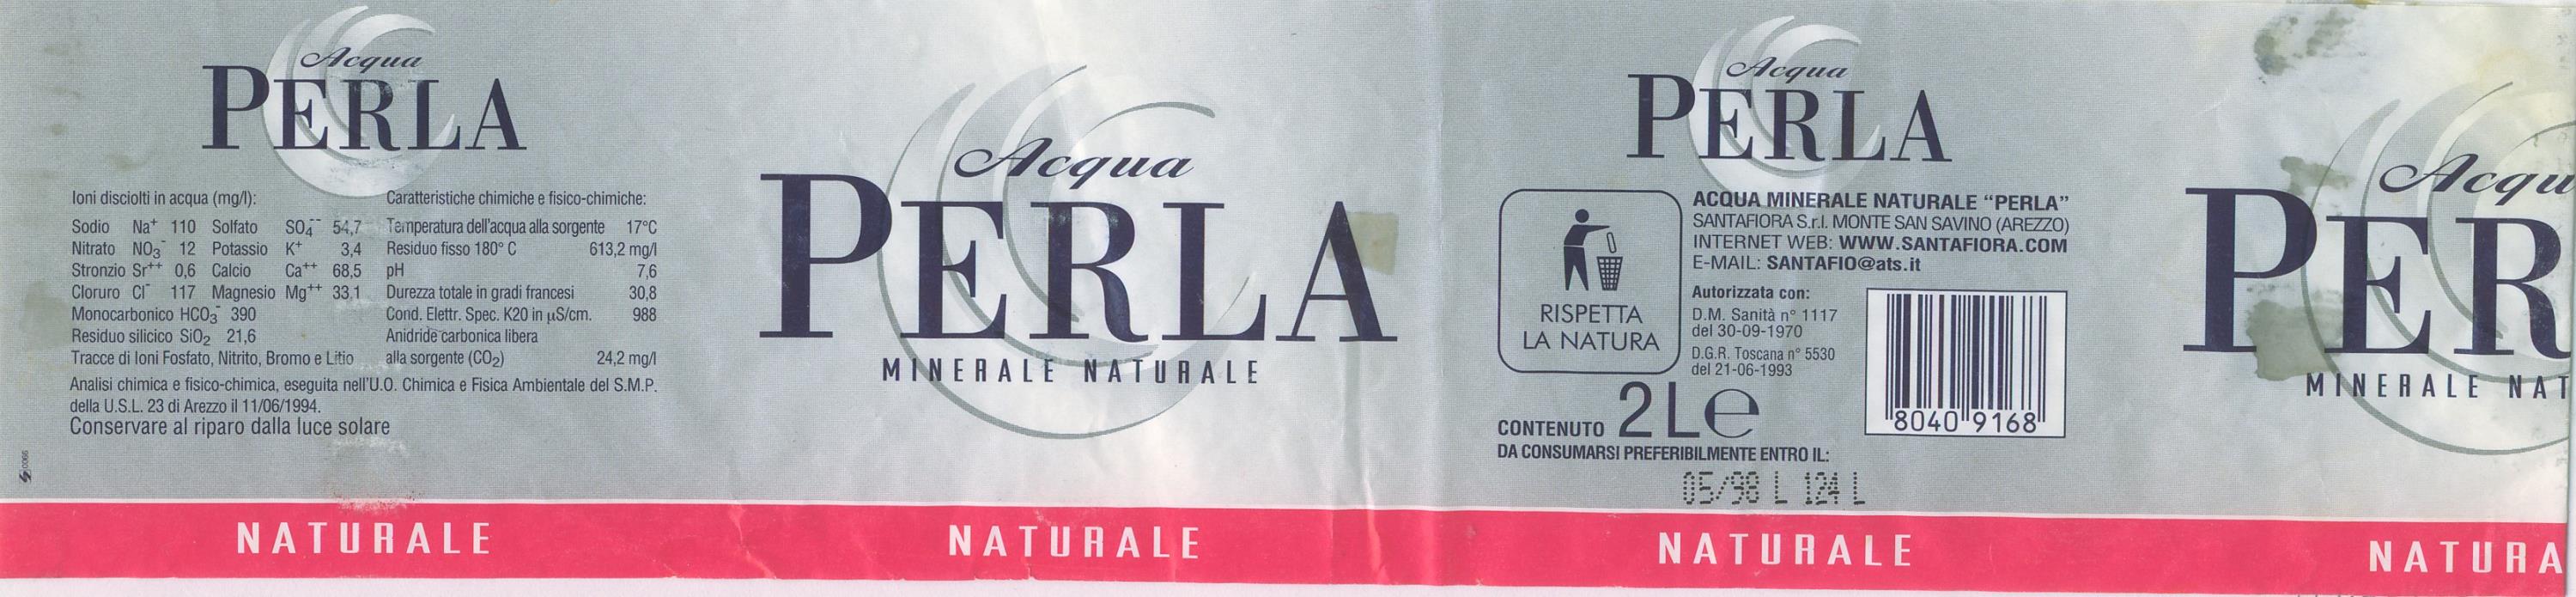 Acqua
PERLA
Ioni disciolti in acqua (mg/l):
Sodio Na⁺ 110 Solfato SO₄⁻⁻ 54,7
Nitrato NO₃⁻ 12 Potassio K⁺ 3,4
Stronzio Sr⁺⁺ 0,6 Calcio Ca⁺⁺ 68,5
Cloruro Cl⁻ 117 Magnesio Mg⁺⁺ 33,1
Monocarbonico HCO₃⁻ 390
Residuo silicico SiO₂ 21,6
Tracce di Ioni Fosfato, Nitrito, Bromo e Litio
Caratteristiche chimiche e fisico-chimiche:
Temperatura dell'acqua alla sorgente 17°C
Residuo fisso 180° C 613,2 mg/l
pH 7,6
Durezza totale in gradi francesi 30,8
Cond. Elettr. Spec. K20 in µS/cm. 988
Anidride carbonica libera
alla sorgente (CO₂) 24,2 mg/l
Analisi chimica e fisico-chimica, eseguita nell'U.O. Chimica e Fisica Ambientale del S.M.P.
della U.S.L. 23 di Arezzo il 11/06/1994.
Conservare al riparo dalla luce solare
NATURALE
Acqua
PERLA
MINERALE NATURALE
NATURALE
Acqua
PERLA
RISPETTA
LA NATURA
ACQUA MINERALE NATURALE “PERLA”
SANTAFIORA S.r.l. MONTE SAN SAVINO (AREZZO)
INTERNET WEB: WWW.SANTAFIORA.COM
E-MAIL: SANTAFIO@ats.it
Autorizzata con:
D.M. Sanità n° 1117
del 30-09-1970
D.G.R. Toscana n° 5530
del 21-06-1993
8040 9168
CONTENUTO 2 L e
DA CONSUMARSI PREFERIBILMENTE ENTRO IL:
05/98 L 124 L
NATURALE
Acqu
PER
MINERALE NAT
NATURA